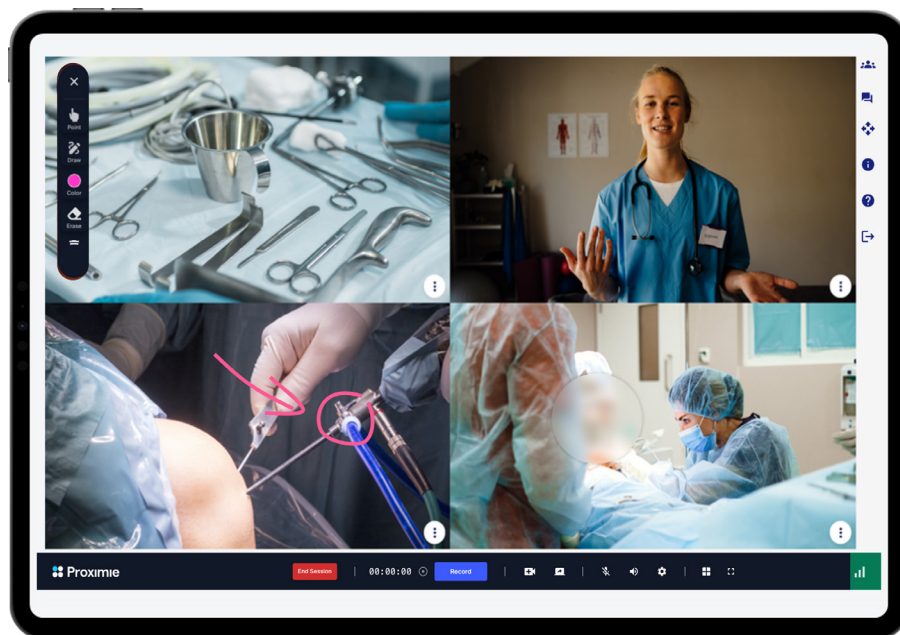 Point
Draw
Color
Erase
Proximie
End Session
00:00:00
Record